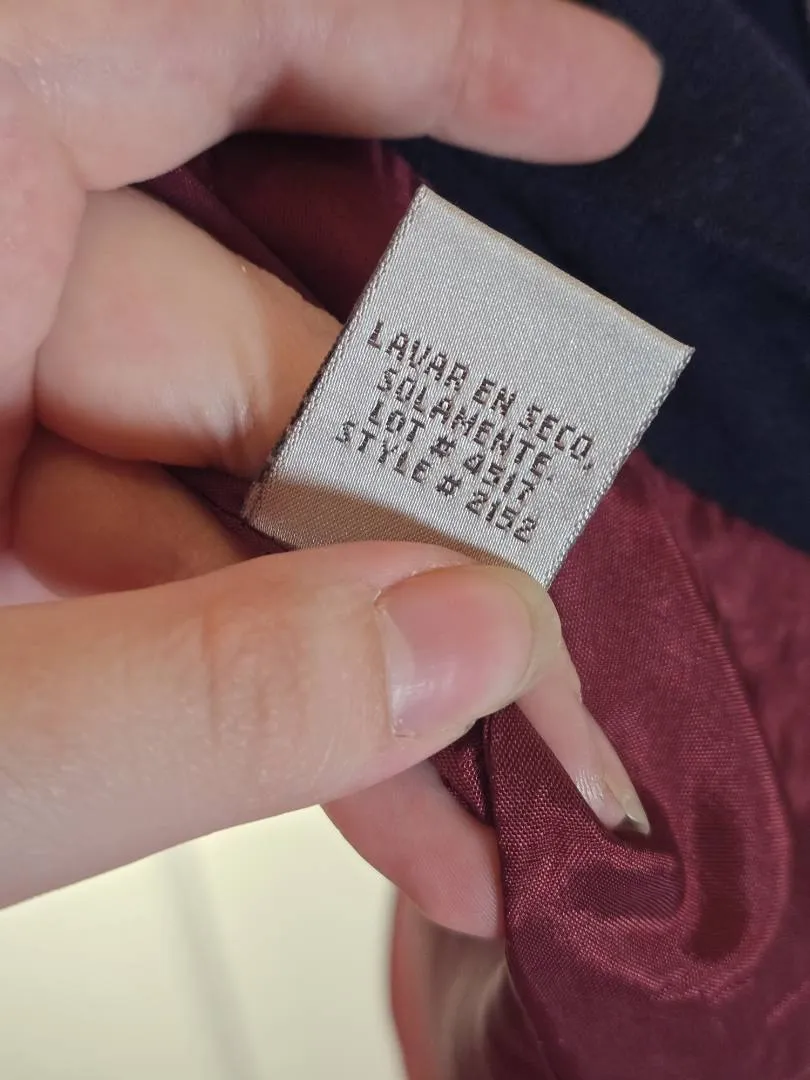 LAVAR EN SECO,
SOLAMENTE.
LOT # 4517
STYLE # 2152